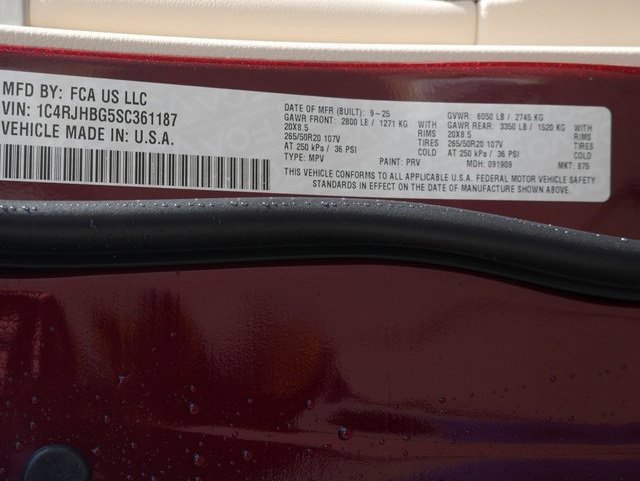 MFD BY: FCA US LLC
VIN: 1C4RJHBG5SC361187
VEHICLE MADE IN: U.S.A.
DATE OF MFR (BUILT): 9-25 GVWR: 6050 LB / 2745 KG
GAWR FRONT: 2800 LE / 1271 KG WITH GAWR REAR: 3350 LB / 1520 KG WITH
20X8.5 RIMS 20X8.5 RIMS
265/50R20 107V TIRES 265/50R20 107V TIRES
AT 250 kPa / 36 PSI COLD AT 250 kPa / 36 PSI COLD
TYPE: MPV PAINT: PRV MDH: 091909 MKT: 875
THIS VEHICLE CONFORMS TO ALL APPLICABLE U.S.A. FEDERAL MOTOR VEHICLE SAFETY
STANDARDS IN EFFECT ON THE DATE OF MANUFACTURE SHOWN ABOVE.